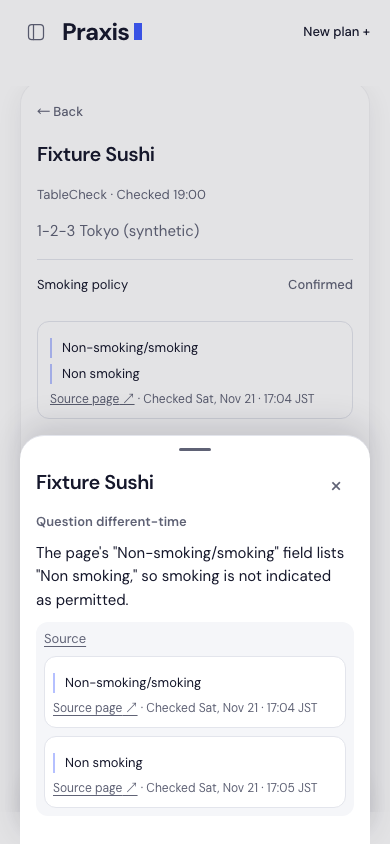 Praxis
New plan +
← Back
Fixture Sushi
TableCheck · Checked 19:00
1-2-3 Tokyo (synthetic)
Smoking policy
Confirmed
Non-smoking/smoking
Non smoking
Source page ↗ · Checked Sat, Nov 21 · 17:04 JST
Fixture Sushi
×
Question different-time
The page's "Non-smoking/smoking" field lists
"Non smoking," so smoking is not indicated
as permitted.
Source
Non-smoking/smoking
Source page ↗ · Checked Sat, Nov 21 · 17:04 JST
Non smoking
Source page ↗ · Checked Sat, Nov 21 · 17:05 JST